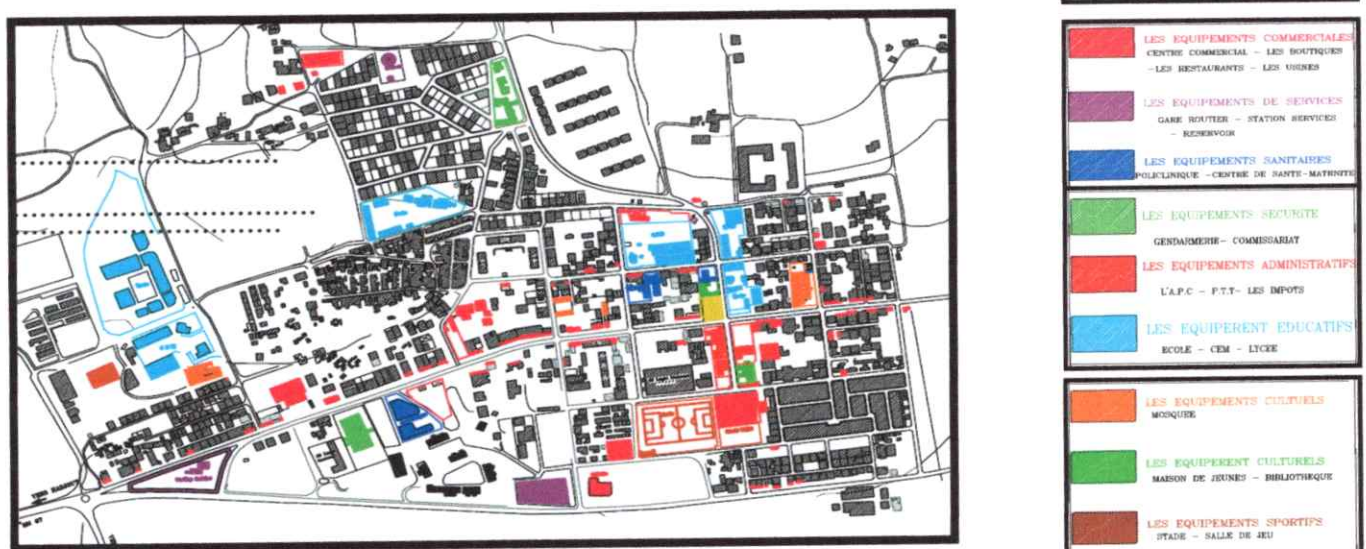 LES EQUIPEMENTS COMMERCIALES
CENTRE COMMERCIAL - LES BOUTIQUES
-LES RESTAURANTS - LES USINES
LES EQUIPEMENTS DE SERVICES
GARE ROUTIER - STATION SERVICES
- RESERVOIR
LES EQUIPEMENTS SANITAIRES
POLICLINIQUE -CENTRE DE SANTE-MATRNITE
LES EQUIPEMENTS SECURITE
GENDARMERIE- COMMISSARIAT
LES EQUIPEMENTS ADMINISTRATIFS
L'A.P.C - P.T.T- LES IMPOTS
LES EQUIPERENT EDUCATIFS
ECOLE - CEM - LYCEE
LES EQUIPEMENTS CULTUELS
MOSQUEE
LES EQUIPERENT CULTURELS
MAISON DE JEUNES - BIBLIOTHEQUE
LES EQUIPEMENTS SPORTIFS
STADE - SALLE DE JEU